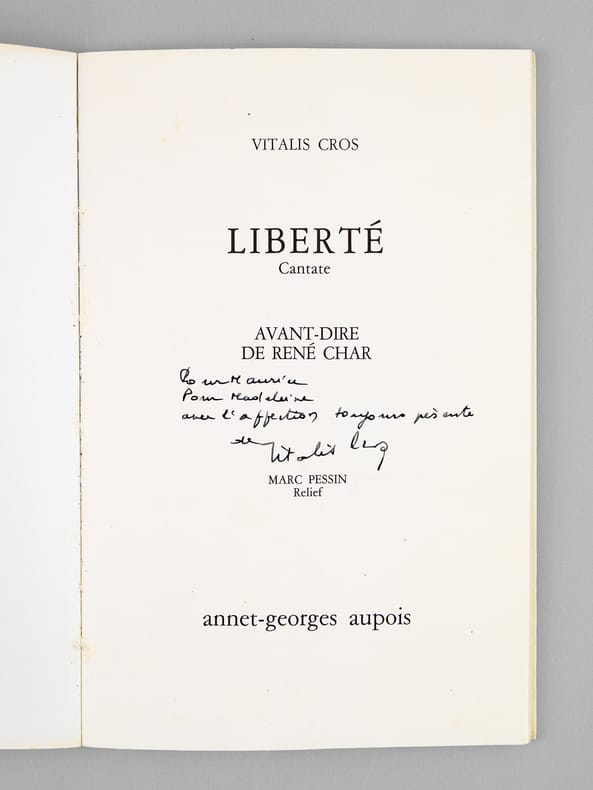 VITALIS CROS
LIBERTÉ
Cantate
AVANT-DIRE
DE RENÉ CHAR
Pour Maurice
Pour Madeleine
avec l'affection toujours présente
de Vitalis Cros
MARC PESSIN
Relief
annet-georges aupois